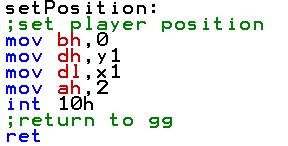 setPosition:
;set player position
mov bh,0
mov dh,y1
mov dl,x1
mov ah,2
int 10h
;return to gg
ret